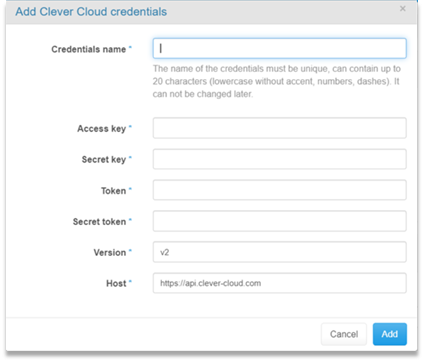 Add Clever Cloud credentials ×
Credentials name *
The name of the credentials must be unique, can contain up to
20 characters (lowercase without accent, numbers, dashes). It
can not be changed later.
Access key *
Secret key *
Token *
Secret token *
Version * v2
Host * https://api.clever-cloud.com
Cancel Add